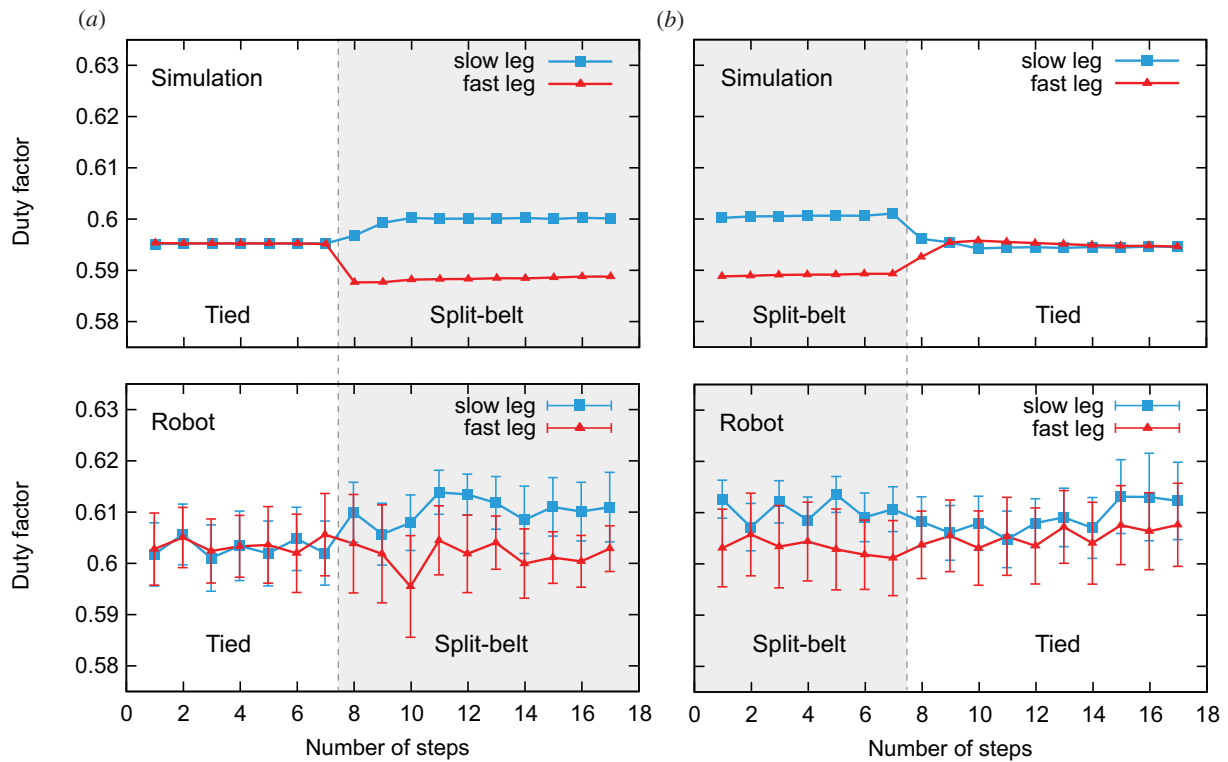 (a)
(b)
0.63
0.62
0.61
0.6
0.59
0.58
Duty factor
Simulation
slow leg
fast leg
Tied
Split-belt
Simulation
slow leg
fast leg
Split-belt
Tied
0.63
0.62
0.61
0.6
0.59
0.58
Duty factor
Robot
slow leg
fast leg
Tied
Split-belt
0 2 4 6 8 10 12 14 16 18
Number of steps
Robot
slow leg
fast leg
Split-belt
Tied
0 2 4 6 8 10 12 14 16 18
Number of steps